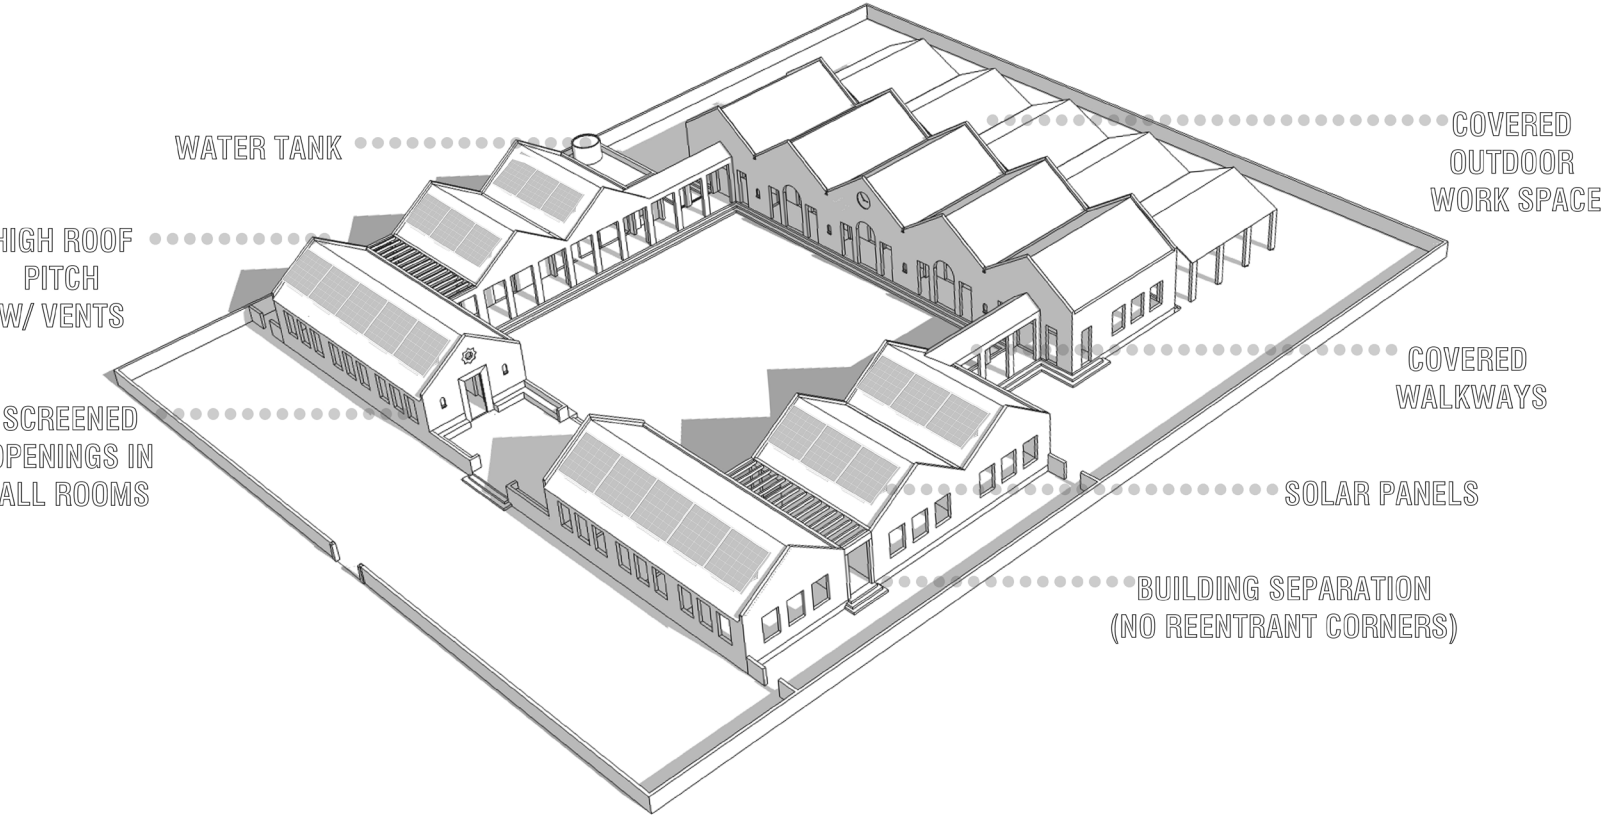 WATER TANK
HIGH ROOF
PITCH
W/ VENTS
SCREENED
OPENINGS IN
ALL ROOMS
COVERED
OUTDOOR
WORK SPACE
COVERED
WALKWAYS
SOLAR PANELS
BUILDING SEPARATION
(NO REENTRANT CORNERS)